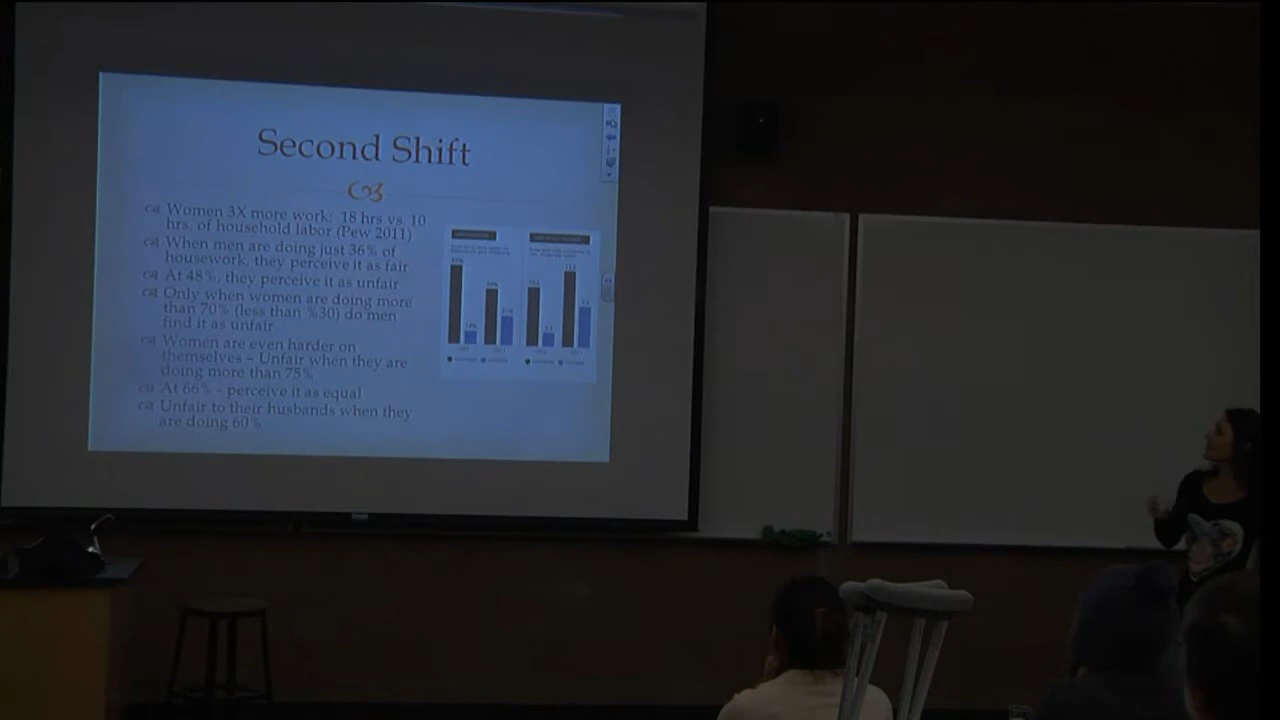 Second Shift
Women 3X more work: 18 hrs vs. 10
hrs. of household labor (Pew 2011)
When men are doing just 36% of
housework, they perceive it as fair
At 48%, they perceive it as unfair
Only when women are doing more
than 70% (less than %30) do men
find it as unfair
Women are even harder on
themselves – Unfair when they are
doing more than 75%
At 66% - perceive it as equal
Unfair to their husbands when they
are doing 60%